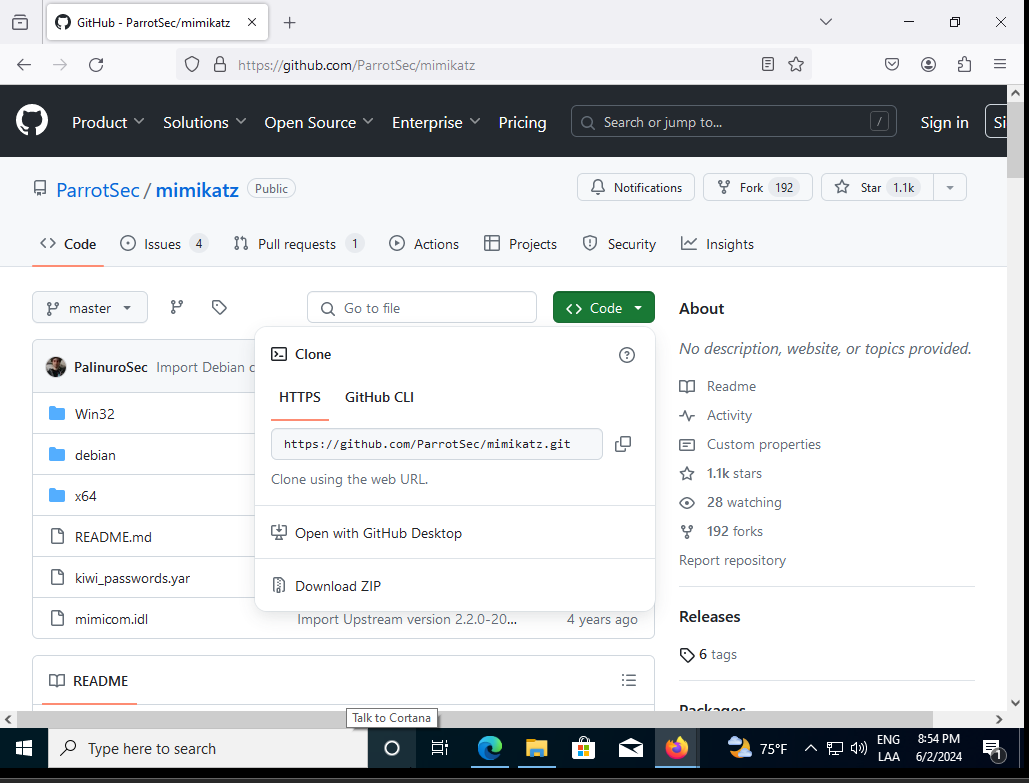 GitHub - ParrotSec/mimikatz
https://github.com/ParrotSec/mimikatz
Product Solutions Open Source Enterprise Pricing Search or jump to... / Sign in Si
ParrotSec / mimikatz Public Notifications Fork 192 Star 1.1k
Code Issues 4 Pull requests 1 Actions Projects Security Insights
master Go to file Code
About
No description, website, or topics provided.
Readme
Activity
Custom properties
1.1k stars
28 watching
192 forks
Report repository
Releases
6 tags
Packages
PalinuroSec Import Debian c
Win32
debian
x64
README.md
kiwi_passwords.yar
mimicom.idl Import Upstream version 2.2.0-20... 4 years ago
Clone
HTTPS GitHub CLI
https://github.com/ParrotSec/mimikatz.git
Clone using the web URL.
Open with GitHub Desktop
Download ZIP
README
Talk to Cortana
Type here to search
75°F
ENG
LAA
8:54 PM
6/2/2024
1